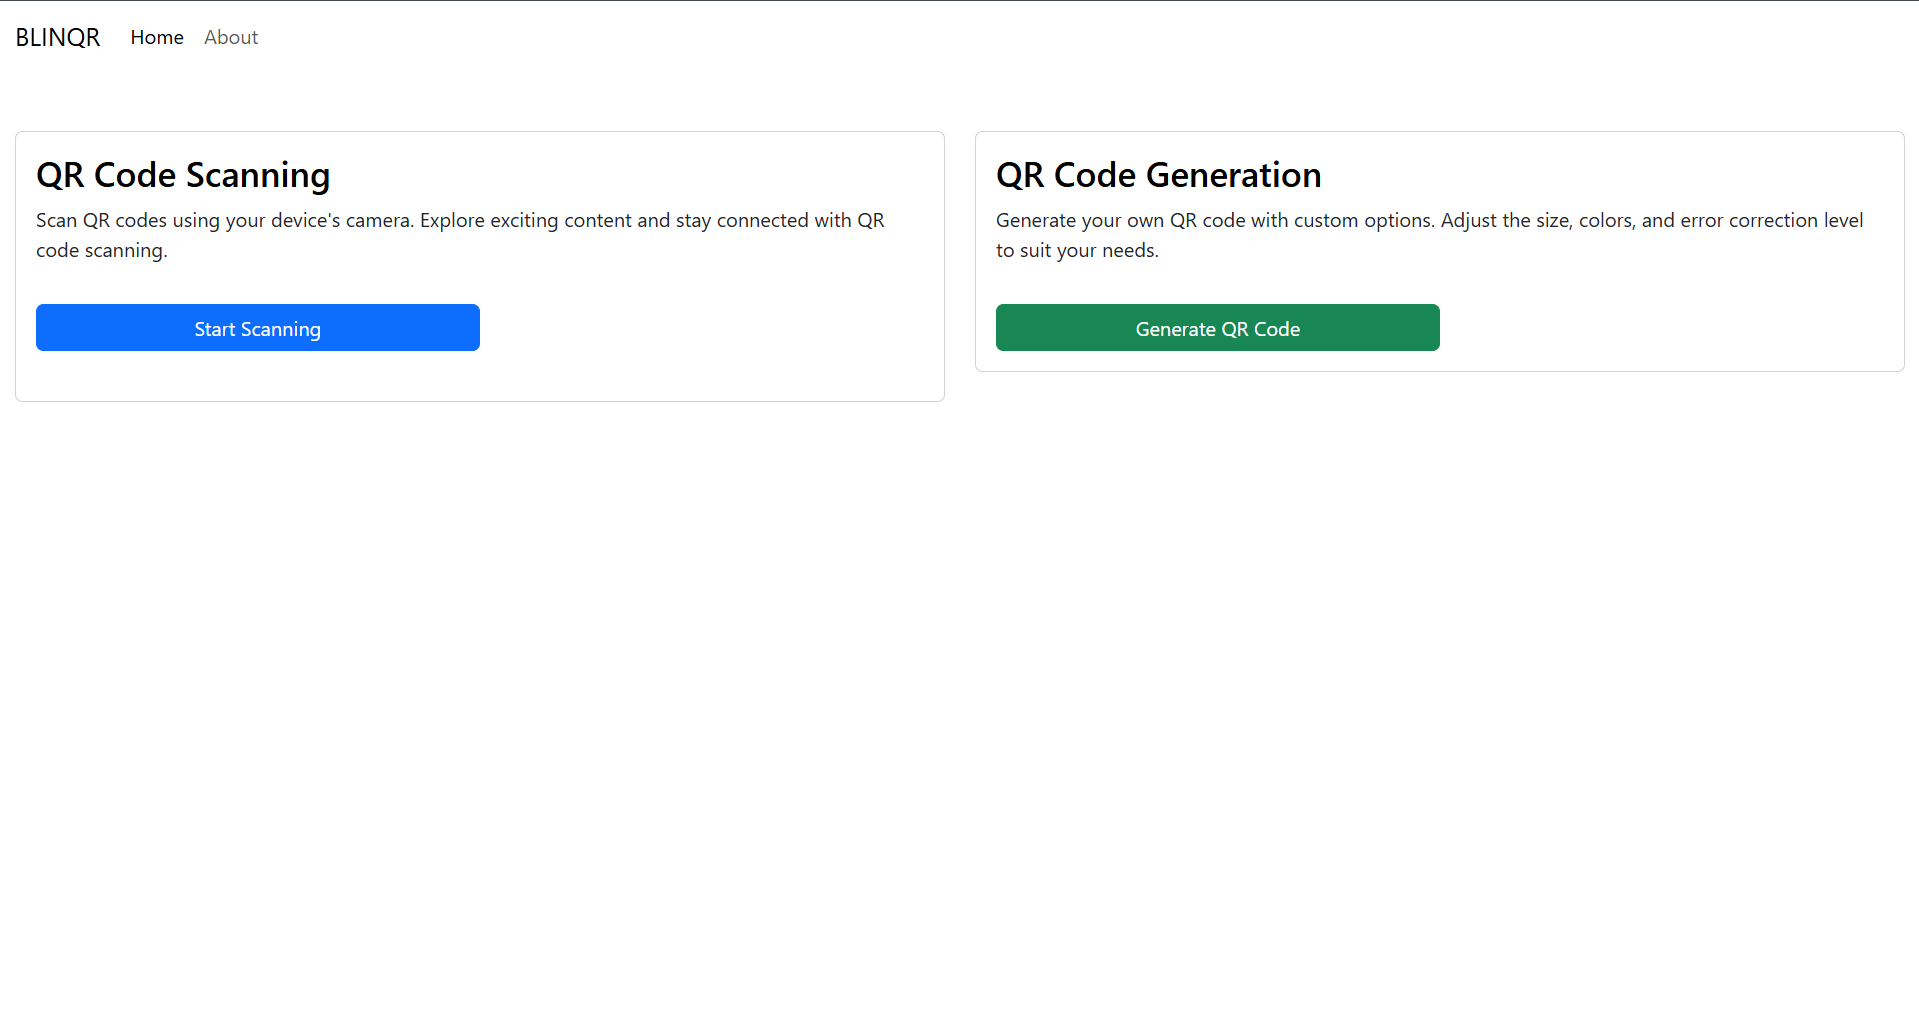 BLINQR Home About
QR Code Scanning
Scan QR codes using your device's camera. Explore exciting content and stay connected with QR
code scanning.
Start Scanning
QR Code Generation
Generate your own QR code with custom options. Adjust the size, colors, and error correction level
to suit your needs.
Generate QR Code